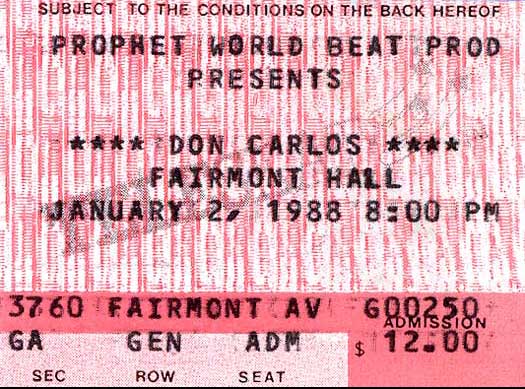 SUBJECT TO THE CONDITIONS ON THE BACK HEREOF
PROPHET WORLD BEAT PROD
PRESENTS
**** DON CARLOS ****
FAIRMONT HALL
JANUARY 2, 1988 8:00 PM
3760 FAIRMONT AV G00250
ADMISSION
GA GEN ADM $ 12.00
SEC ROW SEAT